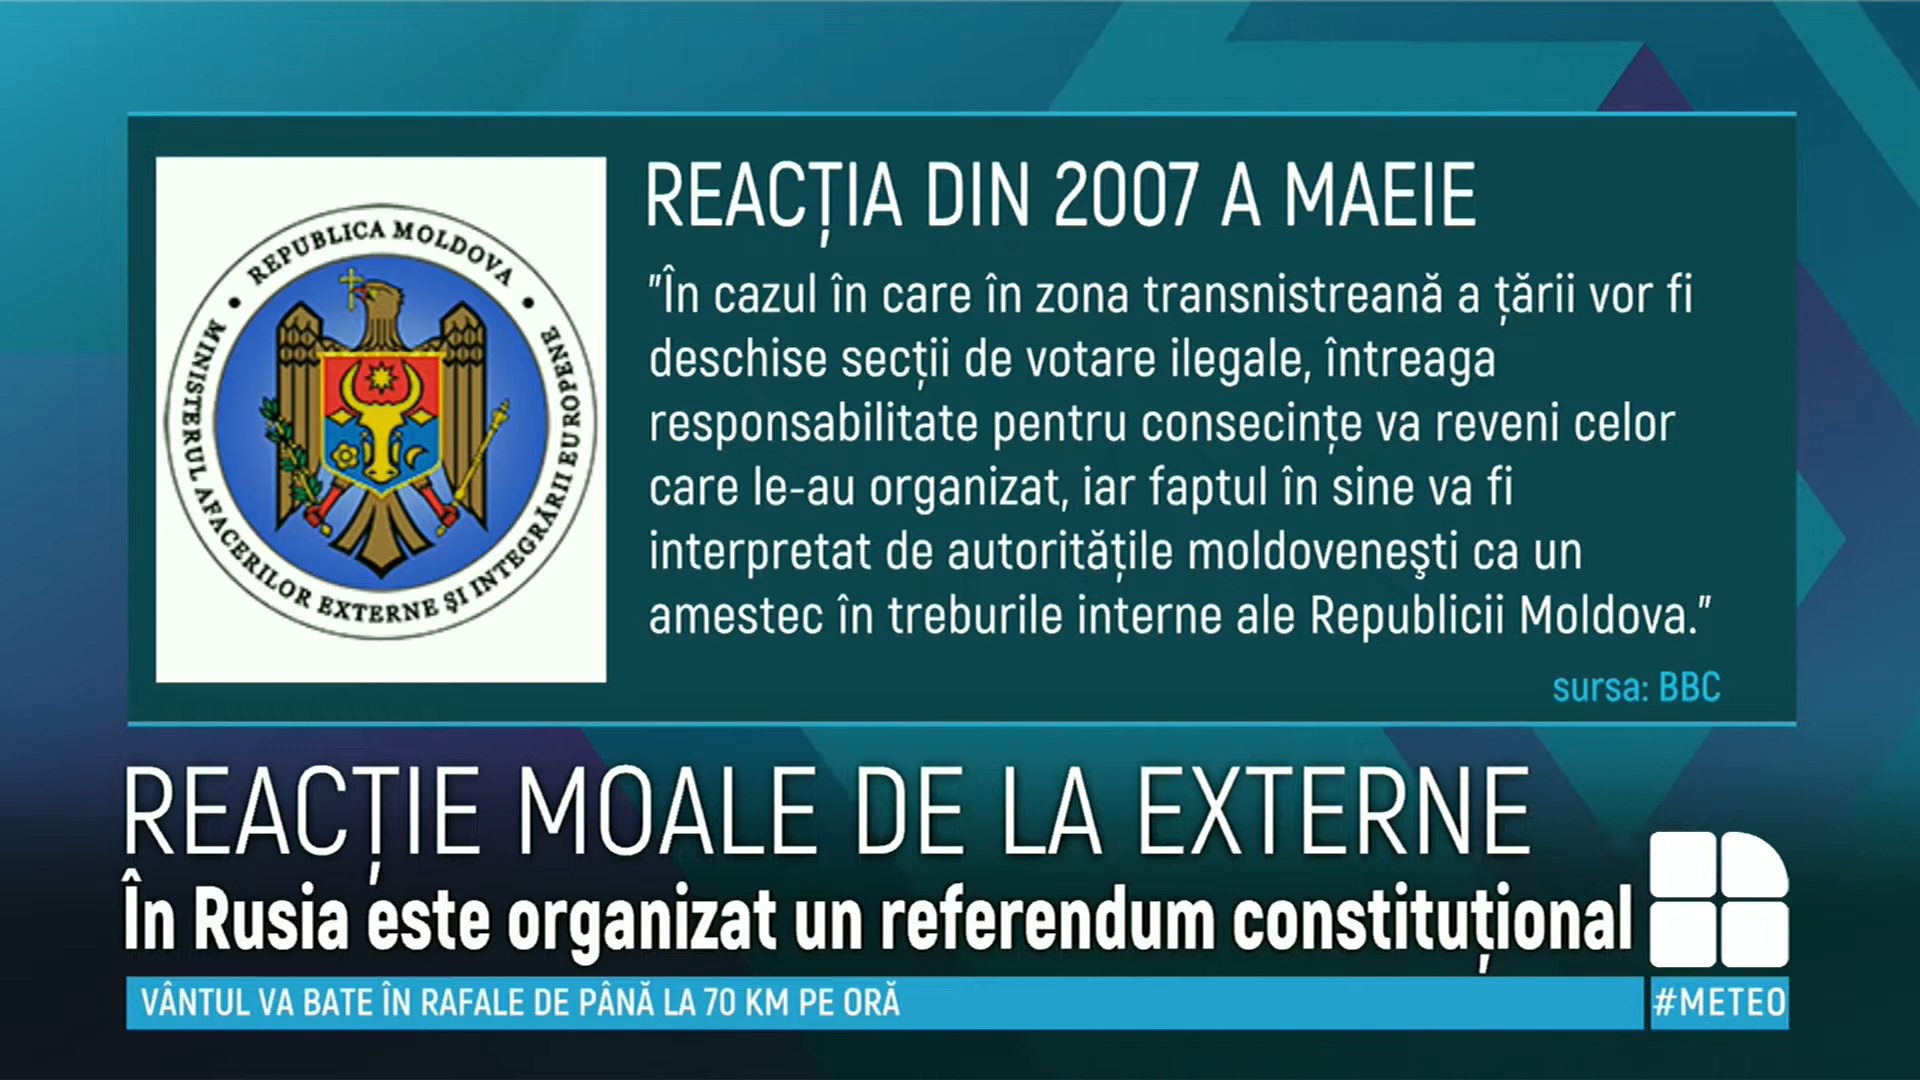 REPUBLICA MOLDOVA
MINISTERUL AFACERILOR EXTERNE ȘI INTEGRĂRII EUROPENE
REACȚIA DIN 2007 A MAEIE
"În cazul în care în zona transnistreană a țării vor fi
deschise secții de votare ilegale, întreaga
responsabilitate pentru consecințe va reveni celor
care le-au organizat, iar faptul în sine va fi
interpretat de autoritățile moldoveneşti ca un
amestec în treburile interne ale Republicii Moldova."
sursa: BBC
REACȚIE MOALE DE LA EXTERNE
În Rusia este organizat un referendum constituțional
VÂNTUL VA BATE ÎN RAFALE DE PÂNĂ LA 70 KM PE ORĂ
#METEO